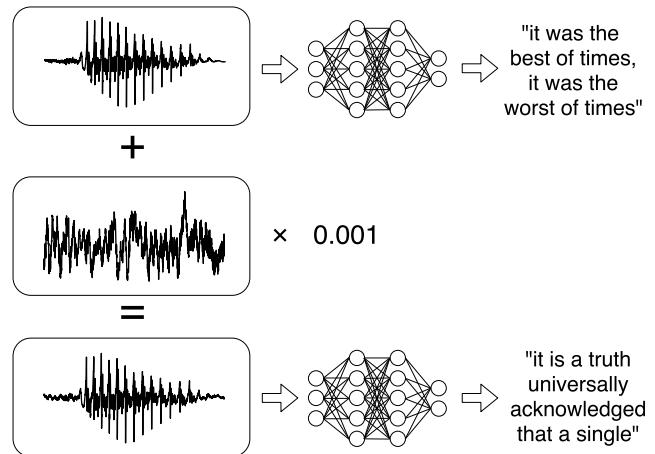 "it was the
best of times,
it was the
worst of times"
+
× 0.001
=
"it is a truth
universally
acknowledged
that a single"